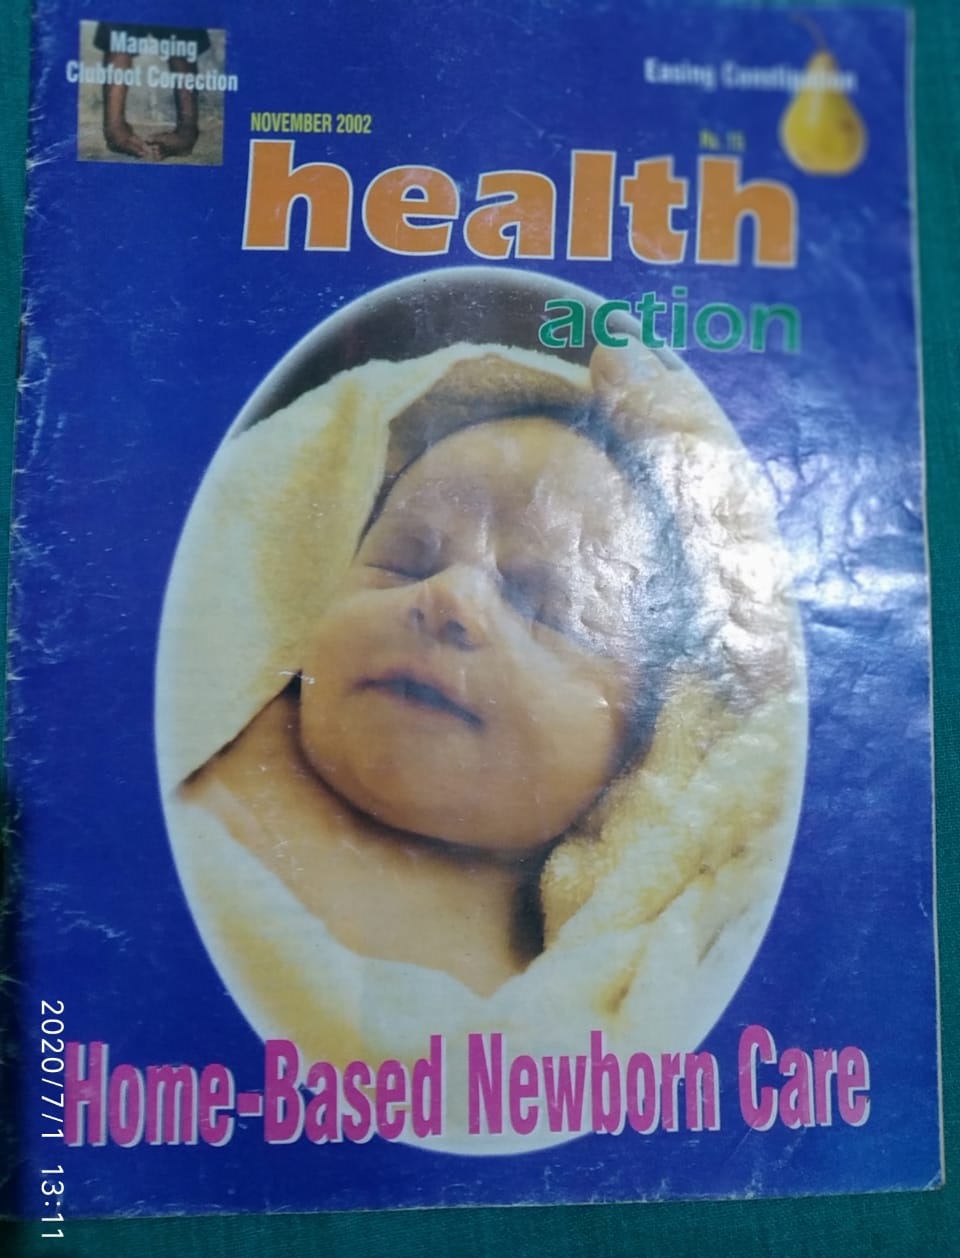 Managing
Clubfoot Correction
Easing Constipation
NOVEMBER 2002
health
action
Home-Based Newborn Care
2020/7/1 13:11